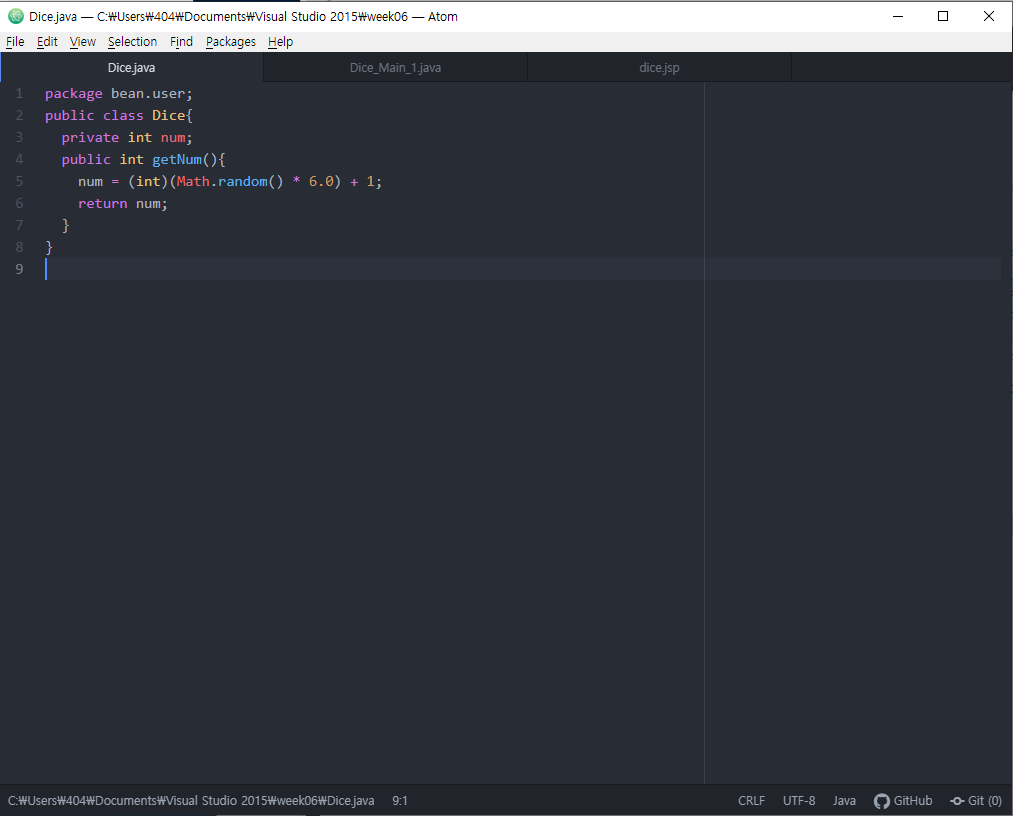 Dice.java — C:₩Users₩404₩Documents₩Visual Studio 2015₩week06 — Atom
File Edit View Selection Find Packages Help
Dice.java Dice_Main_1.java dice.jsp
1 package bean.user;
2 public class Dice{
3 private int num;
4 public int getNum(){
5 num = (int)(Math.random() * 6.0) + 1;
6 return num;
7 }
8 }
9
C:₩Users₩404₩Documents₩Visual Studio 2015₩week06₩Dice.java 9:1 CRLF UTF-8 Java GitHub Git (0)